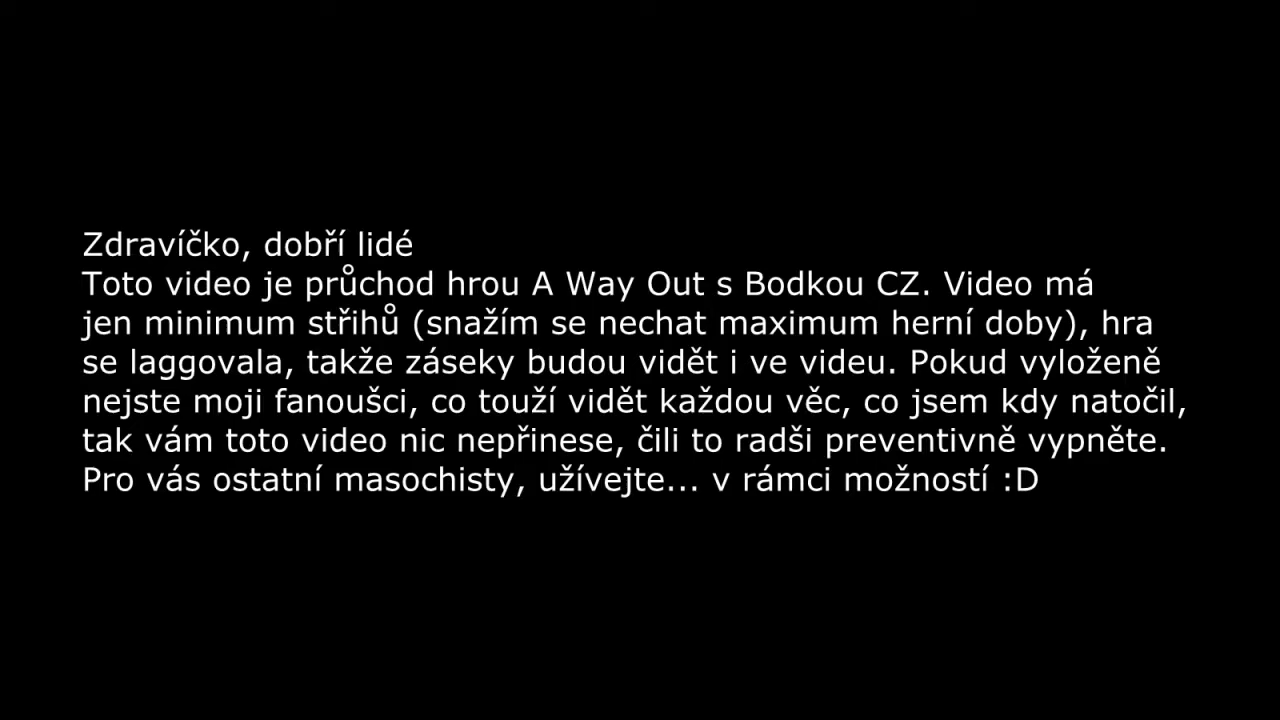 Zdravíčko, dobří lidé
Toto video je průchod hrou A Way Out s Bodkou CZ. Video má
jen minimum střihů (snažím se nechat maximum herní doby), hra
se laggovala, takže záseky budou vidět i ve videu. Pokud vyloženě
nejste moji fanoušci, co touží vidět každou věc, co jsem kdy natočil,
tak vám toto video nic nepřinese, čili to radši preventivně vypněte.
Pro vás ostatní masochisty, užívejte... v rámci možností :D